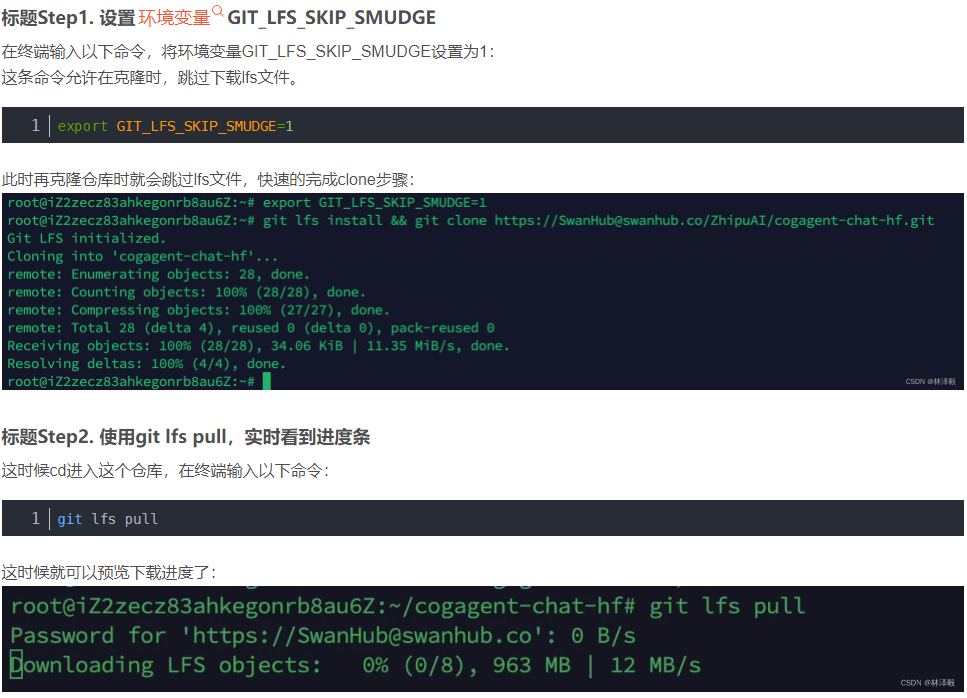 标题Step1. 设置环境变量 GIT_LFS_SKIP_SMUDGE
在终端输入以下命令，将环境变量GIT_LFS_SKIP_SMUDGE设置为1：
这条命令允许在克隆时，跳过下载lfs文件。
1 export GIT_LFS_SKIP_SMUDGE=1
此时再克隆仓库时就会跳过lfs文件，快速的完成clone步骤：
root@iZ2zecz83ahkegonrb8au6Z:~# export GIT_LFS_SKIP_SMUDGE=1
root@iZ2zecz83ahkegonrb8au6Z:~# git lfs install && git clone https://SwanHub@swanhub.co/ZhipuAI/cogagent-chat-hf.git
Git LFS initialized.
Cloning into 'cogagent-chat-hf'...
remote: Enumerating objects: 28, done.
remote: Counting objects: 100% (28/28), done.
remote: Compressing objects: 100% (27/27), done.
remote: Total 28 (delta 4), reused 0 (delta 0), pack-reused 0
Receiving objects: 100% (28/28), 34.06 KiB | 11.35 MiB/s, done.
Resolving deltas: 100% (4/4), done.
root@iZ2zecz83ahkegonrb8au6Z:~#
CSDN @林泽毅
标题Step2. 使用git lfs pull，实时看到进度条
这时候cd进入这个仓库，在终端输入以下命令：
1 git lfs pull
这时候就可以预览下载进度了：
root@iZ2zecz83ahkegonrb8au6Z:~/cogagent-chat-hf# git lfs pull
Password for 'https://SwanHub@swanhub.co': 0 B/s
Downloading LFS objects:   0% (0/8), 963 MB | 12 MB/s
CSDN @林泽毅